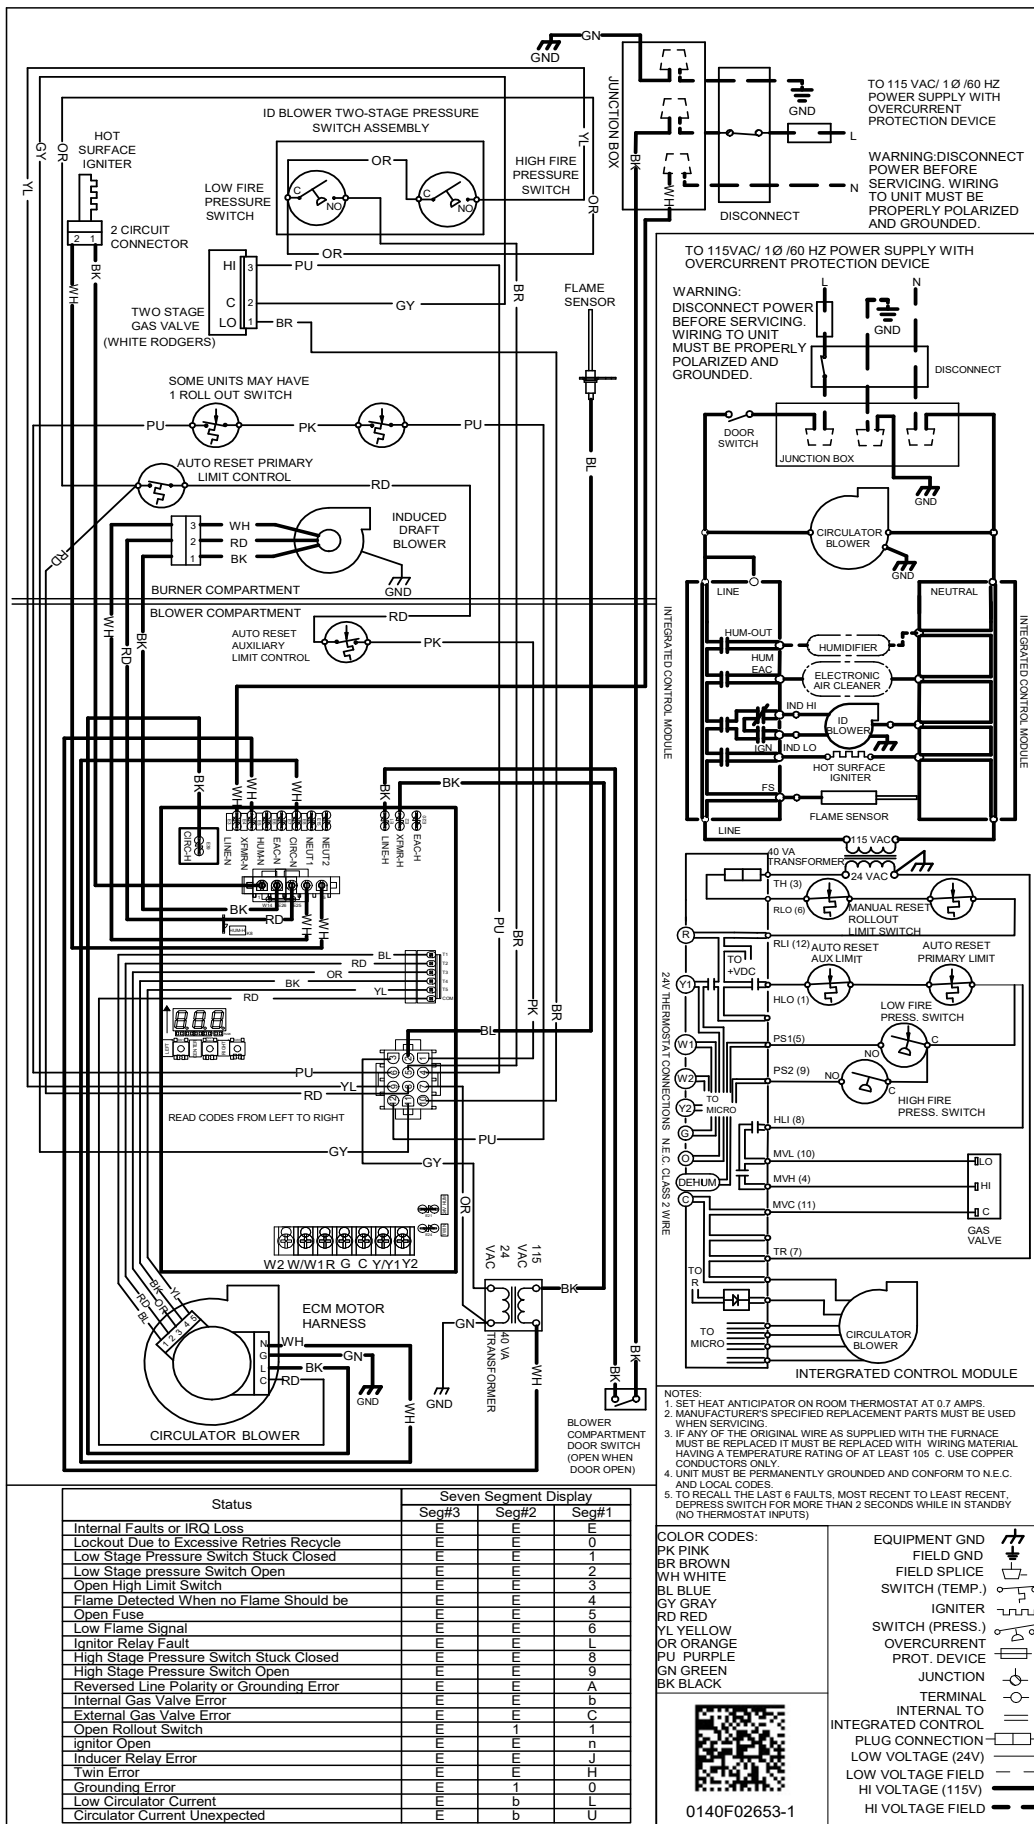 GND
GN
JUNCTION BOX
GND
TO 115 VAC/ 1Ø /60 HZ
POWER SUPPLY WITH
OVERCURRENT
PROTECTION DEVICE
L
WARNING:DISCONNECT
POWER BEFORE
SERVICING. WIRING
TO UNIT MUST BE
PROPERLY POLARIZED
AND GROUNDED.
N
DISCONNECT
BK
WH
ID BLOWER TWO-STAGE PRESSURE
SWITCH ASSEMBLY
HOT
SURFACE
IGNITER
GY
OR
YL
YL
OR
OR
LOW FIRE
PRESSURE
SWITCH
C
NO
C
NO
HIGH FIRE
PRESSURE
SWITCH
OR
2 CIRCUIT
CONNECTOR
2 1
BK
WH
HI 3
C 2
LO 1
PU
GY
BR
BR
TWO STAGE
GAS VALVE
(WHITE RODGERS)
FLAME
SENSOR
SOME UNITS MAY HAVE
1 ROLL OUT SWITCH
PU
PK
PU
BL
AUTO RESET PRIMARY
LIMIT CONTROL
RD
RD
3 WH
2 RD
1 BK
INDUCED
DRAFT
BLOWER
GND
BURNER COMPARTMENT
BLOWER COMPARTMENT
WH
RD
BK
AUTO RESET
AUXILIARY
LIMIT CONTROL
RD
PK
BK
WH
WH
WH
BK
BK
CIRC-H
LINE-N
XFMR-N
HUM-N
EAC-N
CIRC-N
NEUT1
NEUT2
LINE-H
XFMR-H
EAC-H
BK
RD
WH
WH
BL
RD
OR
BK
YL
RD
PU
BR
PK
BR
BL
PU
YL
RD
READ CODES FROM LEFT TO RIGHT
PU
GY
GY
OR
W2 W/W1 R G C Y/Y1 Y2
24
VAC
115
VAC
BK
GN
40 VA
TRANSFORMER
GND
WH
BK
BK
BK
YL
OR
RD
BL
1 2 3 4 5
ECM MOTOR
HARNESS
N WH
G GN
L BK
C RD
GND
WH
CIRCULATOR BLOWER
BLOWER
COMPARTMENT
DOOR SWITCH
(OPEN WHEN
DOOR OPEN)
TO 115VAC/ 1Ø /60 HZ POWER SUPPLY WITH
OVERCURRENT PROTECTION DEVICE
WARNING:
DISCONNECT POWER
BEFORE SERVICING.
WIRING TO UNIT
MUST BE PROPERLY
POLARIZED AND
GROUNDED.
L
N
GND
DISCONNECT
DOOR
SWITCH
JUNCTION BOX
GND
CIRCULATOR
BLOWER
GND
LINE
NEUTRAL
INTEGRATED CONTROL MODULE
INTEGRATED CONTROL MODULE
HUM-OUT
HUMIDIFIER
HUM
EAC
ELECTRONIC
AIR CLEANER
IND HI
ID
BLOWER
IGN
IND LO
HOT SURFACE
IGNITER
FS
FLAME SENSOR
LINE
115 VAC
40 VA
TRANSFORMER
24 VAC
TH (3)
RLO (6)
MANUAL RESET
ROLLOUT
LIMIT SWITCH
R
RLI (12)
TO
+VDC
AUTO RESET
AUX LIMIT
AUTO RESET
PRIMARY LIMIT
Y1
HLO (1)
LOW FIRE
PRESS. SWITCH
W1
PS1(5)
NO
C
W2
PS2 (9)
NO
C
Y2
TO
MICRO
HIGH FIRE
PRESS. SWITCH
G
HLI (8)
O
MVL (10)
LO
DEHUM
MVH (4)
HI
C
MVC (11)
C
GAS
VALVE
24V THERMOSTAT CONNECTIONS N.E.C. CLASS 2 WIRE
TR (7)
TO
R
TO
MICRO
CIRCULATOR
BLOWER
INTERGRATED CONTROL MODULE
NOTES:
1. SET HEAT ANTICIPATOR ON ROOM THERMOSTAT AT 0.7 AMPS.
2. MANUFACTURER'S SPECIFIED REPLACEMENT PARTS MUST BE USED
WHEN SERVICING.
3. IF ANY OF THE ORIGINAL WIRE AS SUPPLIED WITH THE FURNACE
MUST BE REPLACED IT MUST BE REPLACED WITH WIRING MATERIAL
HAVING A TEMPERATURE RATING OF AT LEAST 105 C. USE COPPER
CONDUCTORS ONLY.
4. UNIT MUST BE PERMANENTLY GROUNDED AND CONFORM TO N.E.C.
AND LOCAL CODES.
5. TO RECALL THE LAST 6 FAULTS, MOST RECENT TO LEAST RECENT,
DEPRESS SWITCH FOR MORE THAN 2 SECONDS WHILE IN STANDBY
(NO THERMOSTAT INPUTS)
Status Seven Segment Display
Seg#3 Seg#2 Seg#1
Internal Faults or IRQ Loss E E E
Lockout Due to Excessive Retries Recycle E E 0
Low Stage Pressure Switch Stuck Closed E E 1
Low Stage pressure Switch Open E E 2
Open High Limit Switch E E 3
Flame Detected When no Flame Should be E E 4
Open Fuse E E 5
Low Flame Signal E E 6
Ignitor Relay Fault E E L
High Stage Pressure Switch Stuck Closed E E 8
High Stage Pressure Switch Open E E 9
Reversed Line Polarity or Grounding Error E E A
Internal Gas Valve Error E E b
External Gas Valve Error E E C
Open Rollout Switch E 1 1
ignitor Open E E n
Inducer Relay Error E E J
Twin Error E E H
Grounding Error E 1 0
Low Circulator Current E b L
Circulator Current Unexpected E b U
COLOR CODES:
PK PINK
BR BROWN
WH WHITE
BL BLUE
GY GRAY
RD RED
YL YELLOW
OR ORANGE
PU PURPLE
GN GREEN
BK BLACK
0140F02653-1
EQUIPMENT GND
FIELD GND
FIELD SPLICE
SWITCH (TEMP.)
IGNITER
SWITCH (PRESS.)
OVERCURRENT
PROT. DEVICE
JUNCTION
TERMINAL
INTERNAL TO
INTEGRATED CONTROL
PLUG CONNECTION
LOW VOLTAGE (24V)
LOW VOLTAGE FIELD
HI VOLTAGE (115V)
HI VOLTAGE FIELD